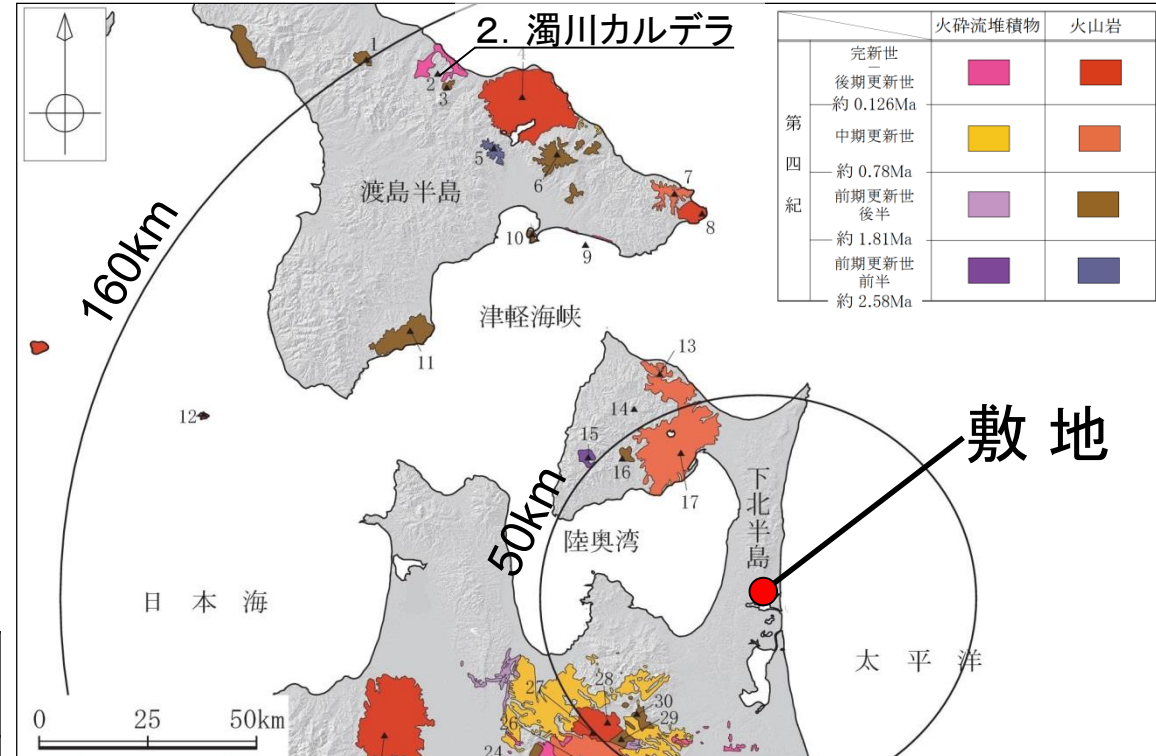 2. 濁川カルデラ
火砕流堆積物
火山岩
第四紀
完新世
|
後期更新世
約 0.126Ma
中期更新世
約 0.78Ma
前期更新世
後半
約 1.81Ma
前期更新世
前半
約 2.58Ma
1
2
3
4
5
6
7
8
9
10
11
12
13
14
15
16
17
渡島半島
160km
津軽海峡
敷地
50km
下北半島
陸奥湾
日本海
太平洋
27
28
30
29
26
24
0 25 50km